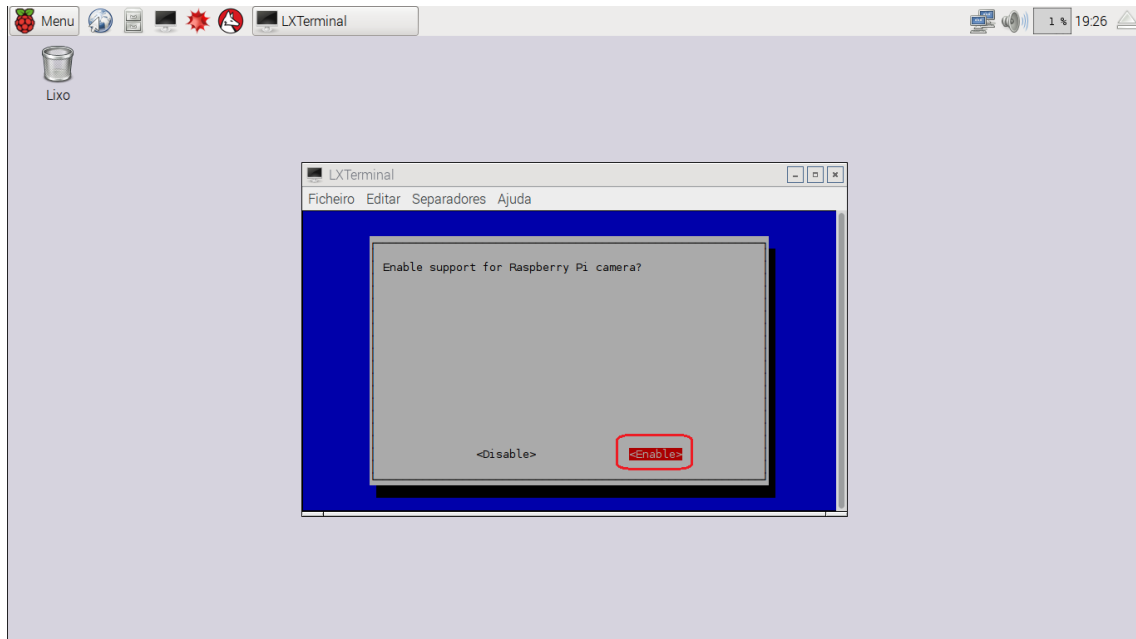 Menu LXTerminal 1 % 19:26
Lixo
LXTerminal
Ficheiro Editar Separadores Ajuda
Enable support for Raspberry Pi camera?
<Disable> <Enable>